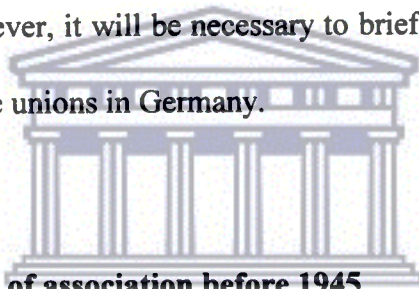 ever, it will be necessary to brief
e unions in Germany.
of association before 1945